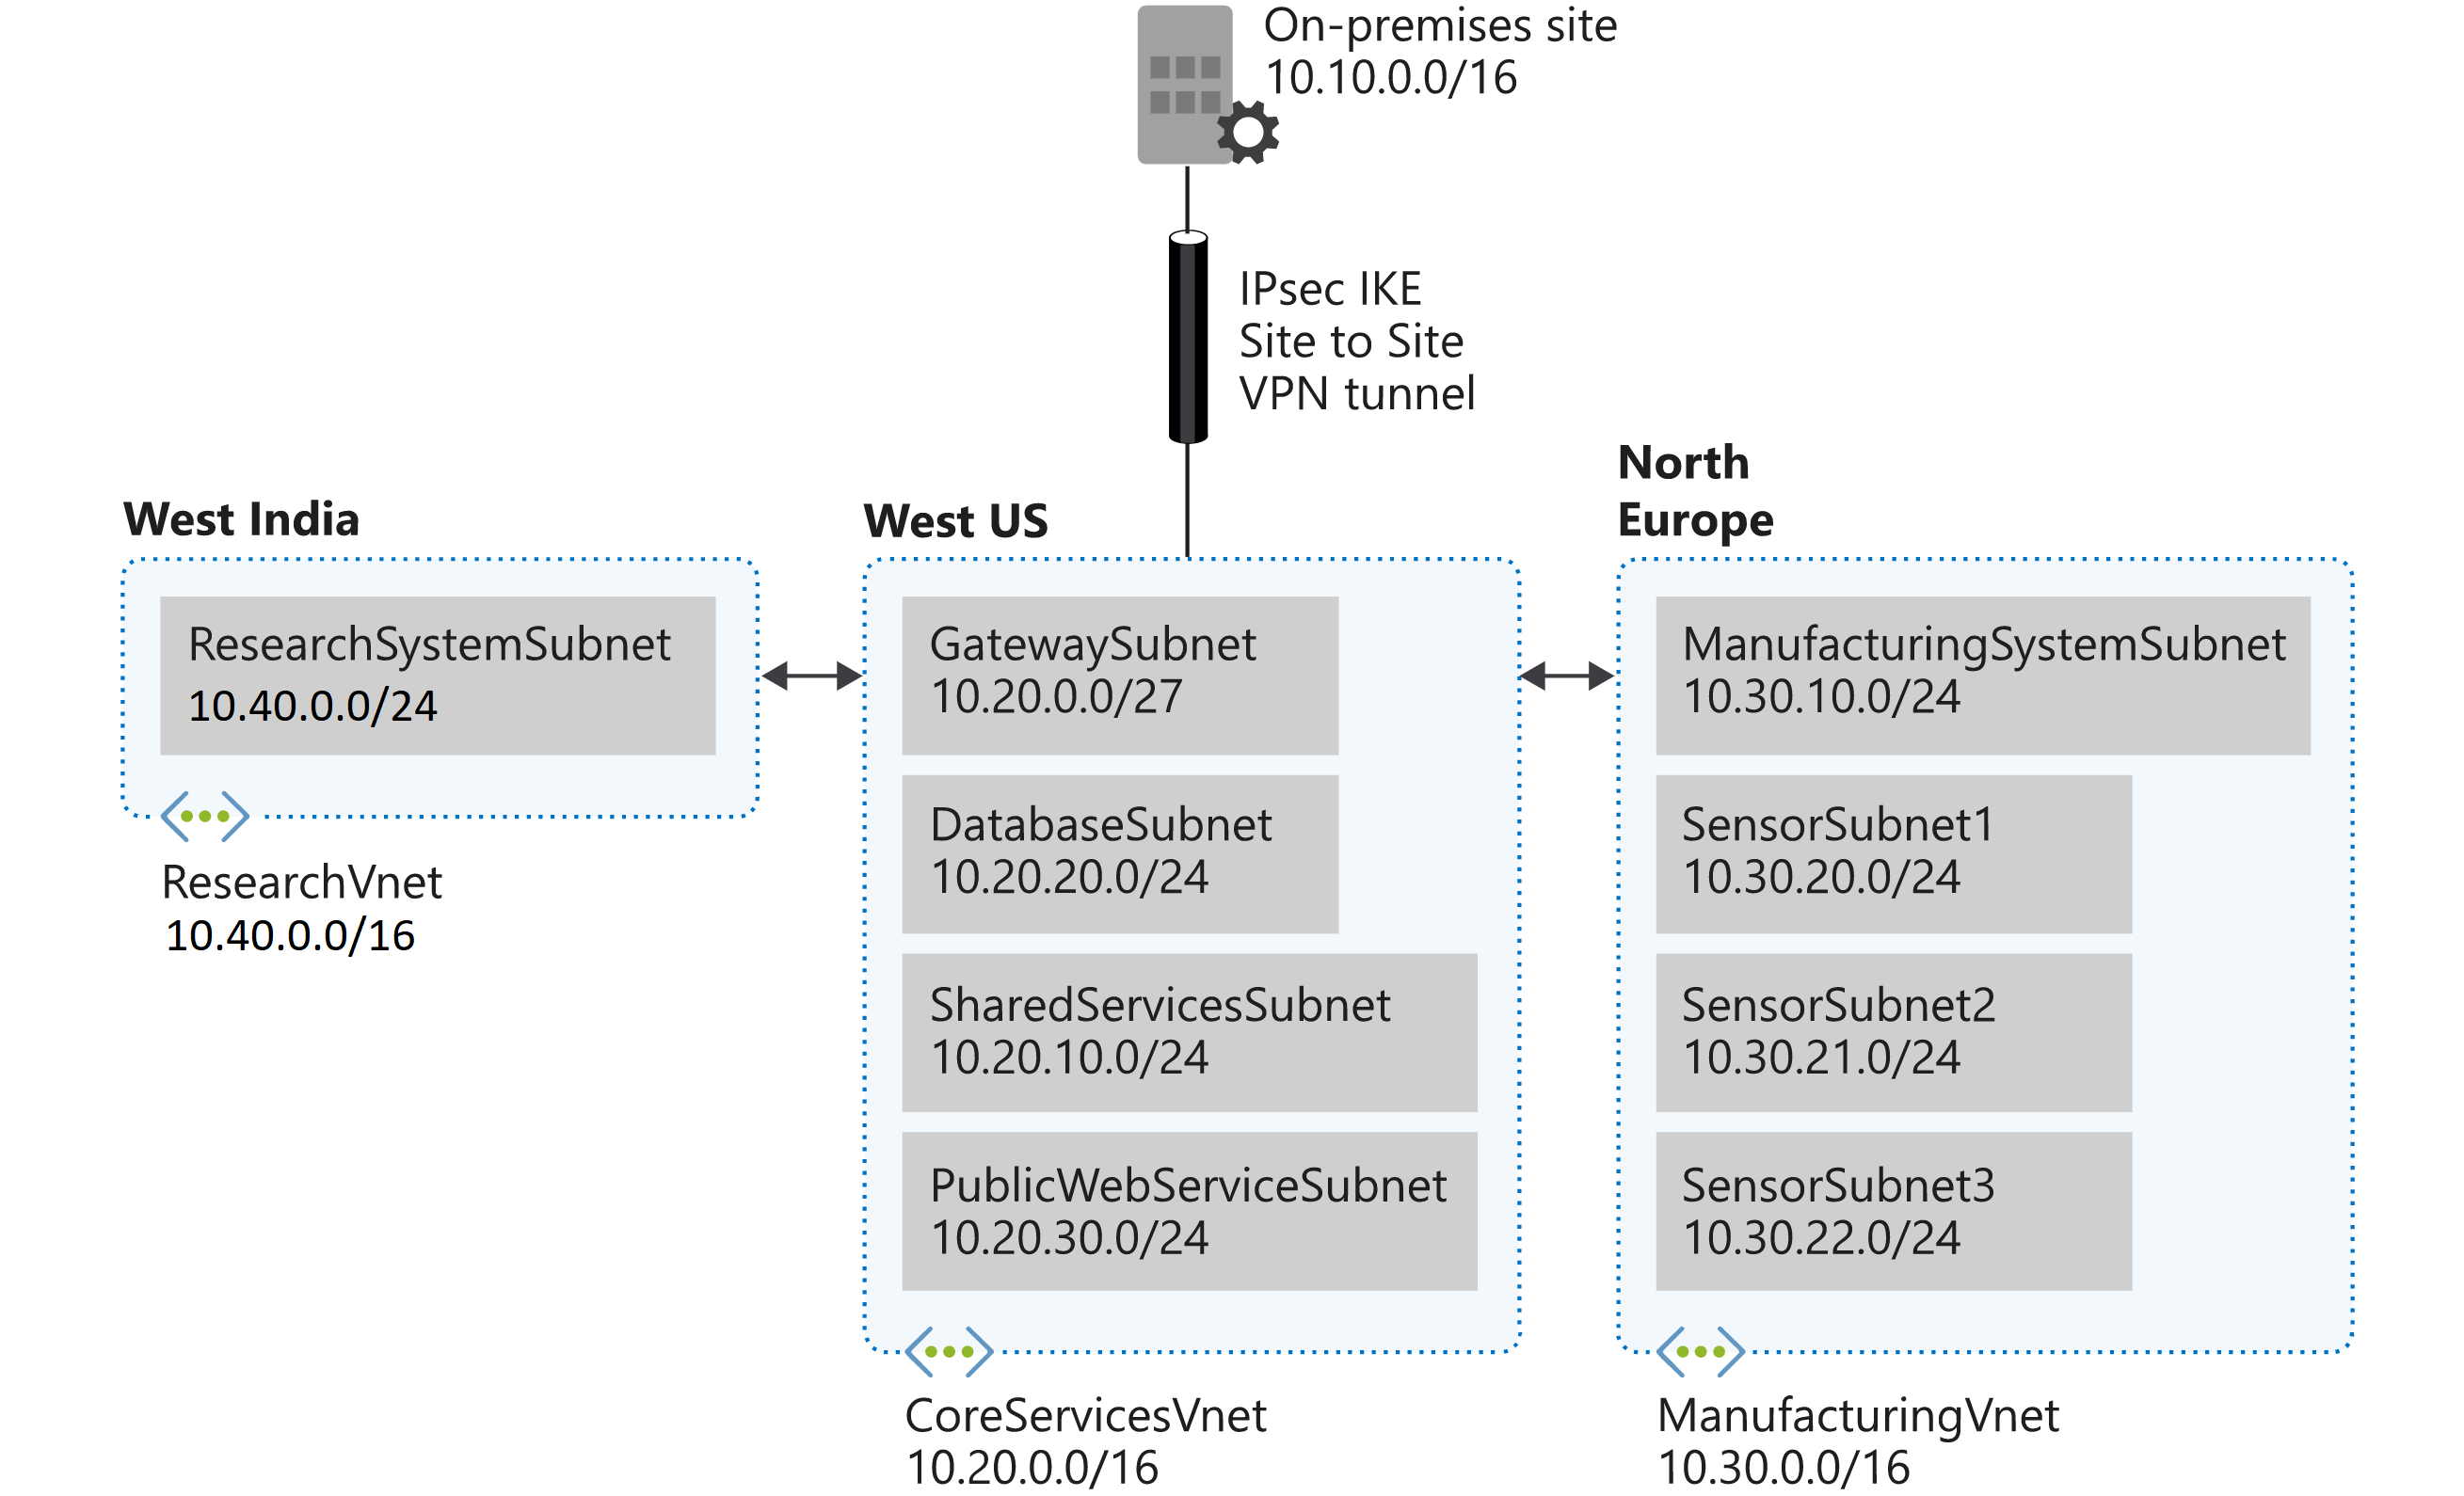 On-premises site
10.10.0.0/16
IPsec IKE
Site to Site
VPN tunnel
West India
ResearchSystemSubnet
10.40.0.0/24
ResearchVnet
10.40.0.0/16
West US
GatewaySubnet
10.20.0.0/27
DatabaseSubnet
10.20.20.0/24
SharedServicesSubnet
10.20.10.0/24
PublicWebServiceSubnet
10.20.30.0/24
CoreServicesVnet
10.20.0.0/16
North
Europe
ManufacturingSystemSubnet
10.30.10.0/24
SensorSubnet1
10.30.20.0/24
SensorSubnet2
10.30.21.0/24
SensorSubnet3
10.30.22.0/24
ManufacturingVnet
10.30.0.0/16